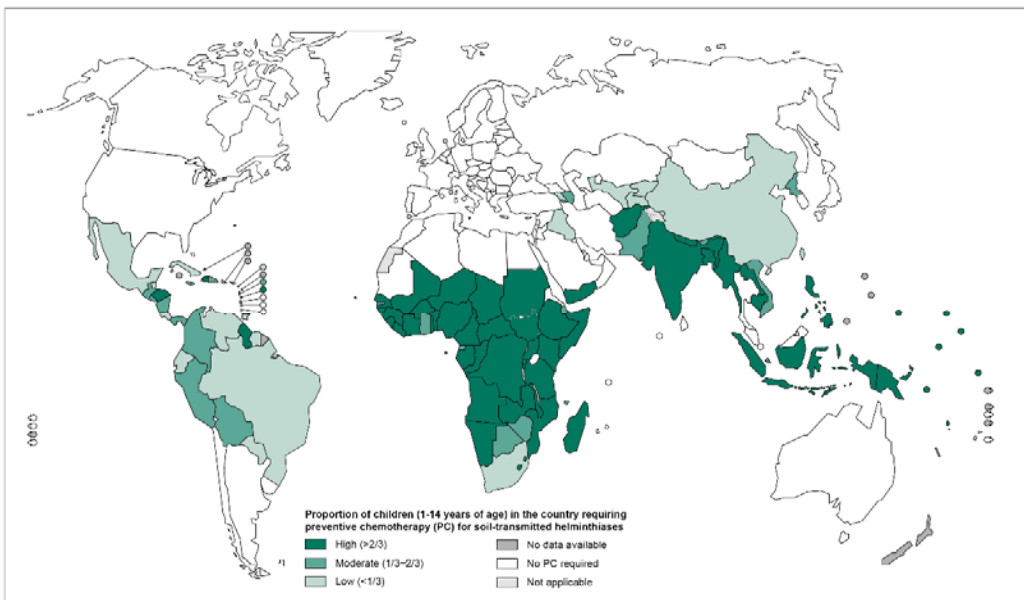 Proportion of children (1-14 years of age) in the country requiring
preventive chemotherapy (PC) for soil-transmitted helminthiases
High (>2/3)
Moderate (1/3–2/3)
Low (<1/3)
No data available
No PC required
Not applicable